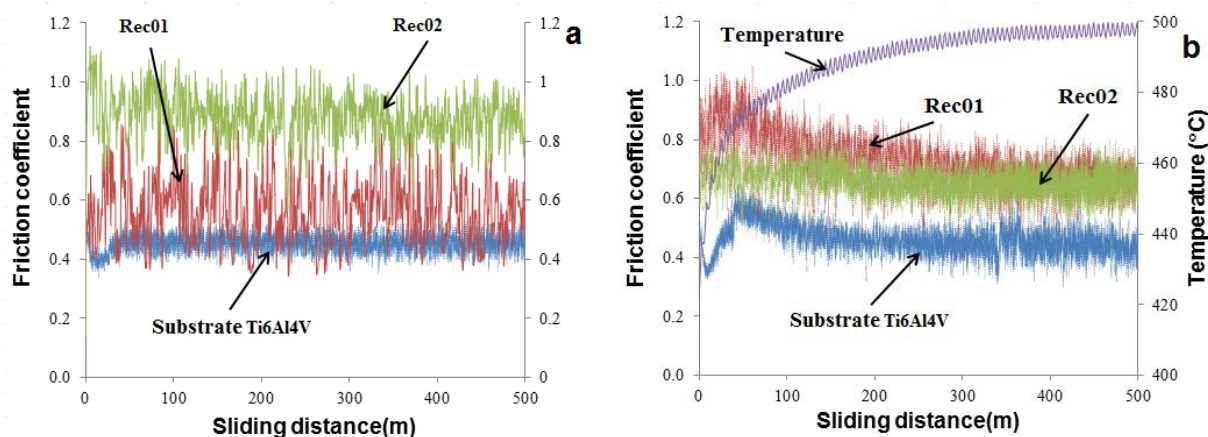 1.2
1.0
0.8
0.6
0.4
0.2
0.0
Friction coefficient
Rec01
Rec02
a
Substrate Ti6Al4V
1.2
1
0.8
0.6
0.4
0.2
0
0 100 200 300 400 500
Sliding distance(m)
1.2
1.0
0.8
0.6
0.4
0.2
0.0
Friction coefficient
Temperature
b
Rec01
Rec02
Substrate Ti6Al4V
500
480
460
440
420
400
Temperature (°C)
0 100 200 300 400 500
Sliding distance(m)